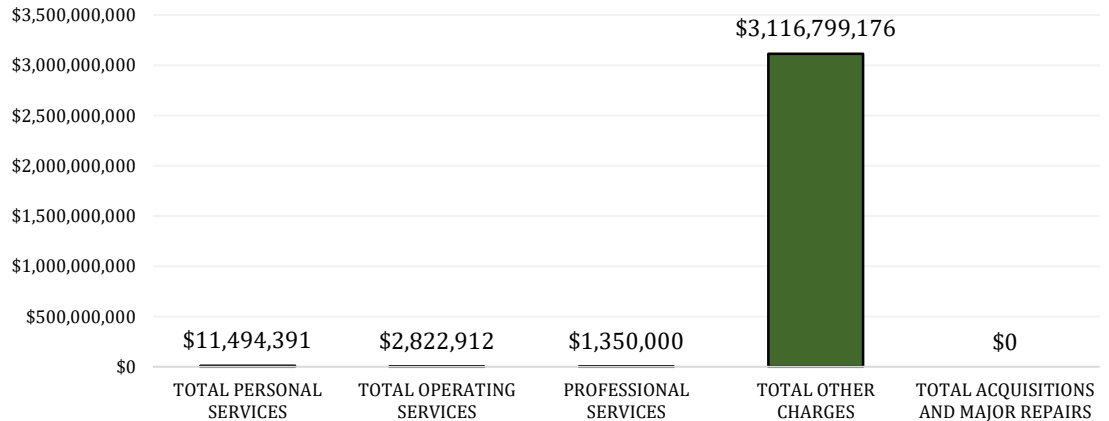 $3,500,000,000
$3,000,000,000
$2,500,000,000
$2,000,000,000
$1,500,000,000
$1,000,000,000
$500,000,000
$0
$11,494,391
$2,822,912
$1,350,000
$3,116,799,176
$0
TOTAL PERSONAL
SERVICES
TOTAL OPERATING
SERVICES
PROFESSIONAL
SERVICES
TOTAL OTHER
CHARGES
TOTAL ACQUISITIONS
AND MAJOR REPAIRS